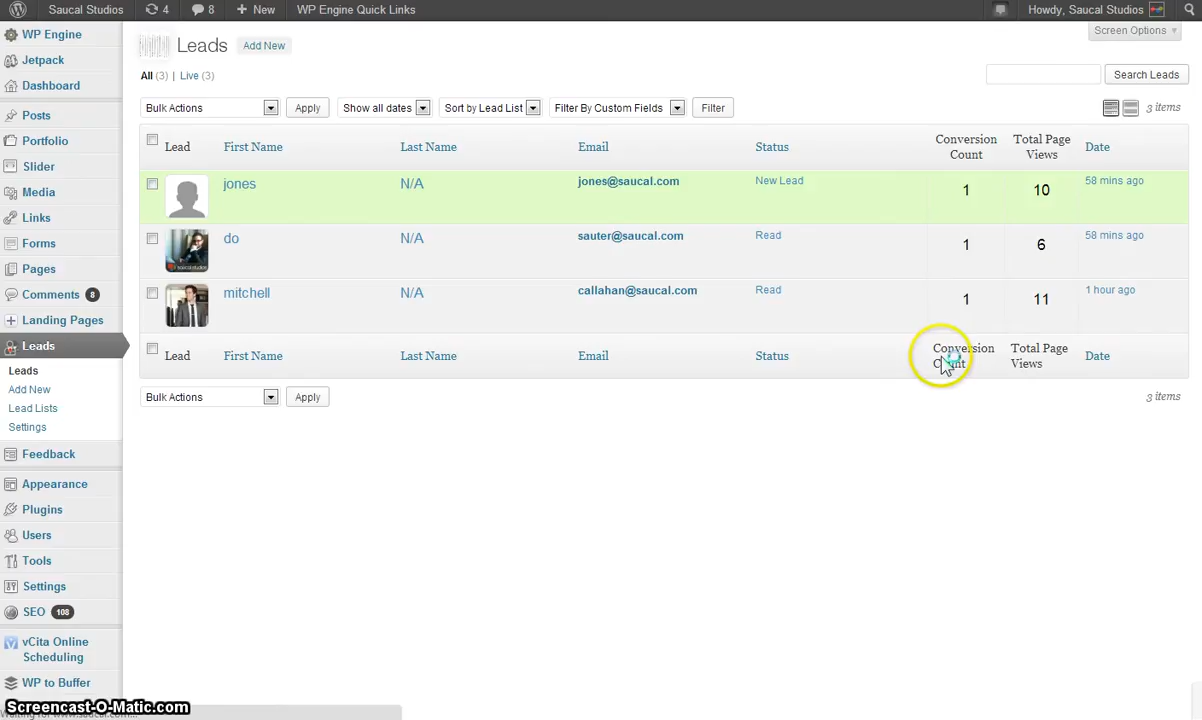 Saucal Studios 4 8 + New WP Engine Quick Links Howdy, Saucal Studios
WP Engine
Jetpack
Dashboard
Posts
Portfolio
Slider
Media
Links
Forms
Pages
Comments 8
Landing Pages
Leads
Leads
Add New
Lead Lists
Settings
Feedback
Appearance
Plugins
Users
Tools
Settings
SEO 108
vCita Online
Scheduling
WP to Buffer
Screen Options
Leads Add New
All (3) | Live (3)
Search Leads
Bulk Actions Apply Show all dates Sort by Lead List Filter By Custom Fields Filter 3 items
Lead First Name Last Name Email Status Conversion Count Total Page Views Date
jones N/A jones@saucal.com New Lead 1 10 58 mins ago
do N/A sauter@saucal.com Read 1 6 58 mins ago
mitchell N/A callahan@saucal.com Read 1 11 1 hour ago
Lead First Name Last Name Email Status Conversion Count Total Page Views Date
Bulk Actions Apply 3 items
Screencast-O-Matic.com